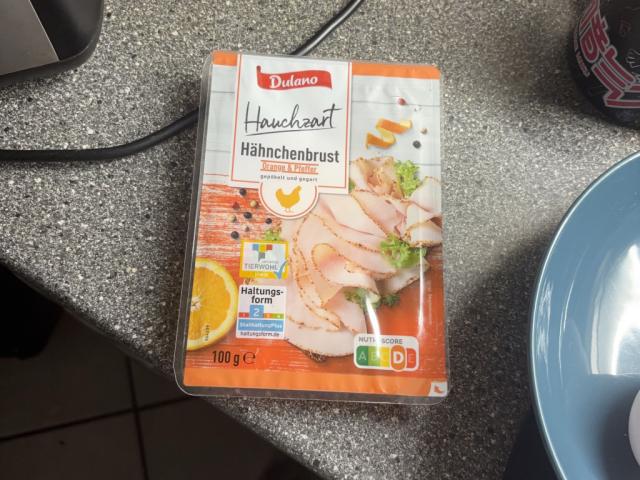 Dulano
Hauchzart
Hähnchenbrust
Orange & Pfeffer
gepökelt und gegart
TIERWOHL
Haltungs-
form
2
StallhaltungPlus
haltungsform.de
100 g ℮
NUTRI-SCORE
A B C D E